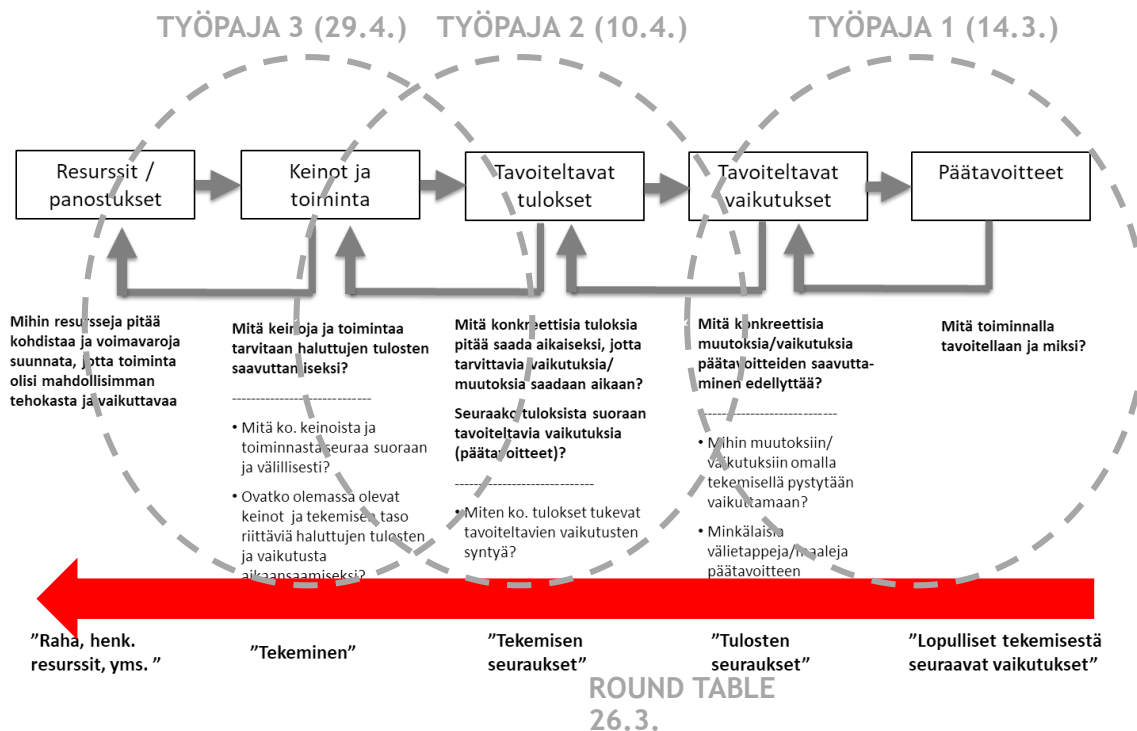 TYÖPAJA 3 (29.4.)
TYÖPAJA 2 (10.4.)
TYÖPAJA 1 (14.3.)
Resurssit /
panostukset
Keinot ja
toiminta
Tavoiteltavat
tulokset
Tavoiteltavat
vaikutukset
Päätavoitteet
Mihin resursseja pitää
kohdistaa ja voimavaroja
suunnata, jotta toiminta
olisi mahdollisimman
tehokasta ja vaikuttavaa
Mitä keinoja ja toimintaa
tarvitaan haluttujen tulosten
saavuttamiseksi?
-----------------------------
• Mitä ko. keinoista ja
toiminnasta seuraa suoraan
ja välillisesti?
• Ovatko olemassa olevat
keinot ja tekemisen taso
riittäviä haluttujen tulosten
ja vaikutusta
aikaansaamiseksi?
Mitä konkreettisia tuloksia
pitää saada aikaiseksi, jotta
tarvittavia vaikutuksia/
muutoksia saadaan aikaan?
Seuraako tuloksista suoraan
tavoiteltavia vaikutuksia
(päätavoitteet)?
-----------------------------
• Miten ko. tulokset tukevat
tavoiteltavien vaikutusten
syntyä?
Mitä konkreettisia
muutoksia/vaikutuksia
päätavoitteiden saavutta-
minen edellyttää?
-----------------------------
• Mihin muutoksiin/
vaikutuksiin omalla
tekemisellä pystytään
vaikuttamaan?
• Minkälaisia
välietappeja/maaleja
päätavoitteen
Mitä toiminnalla
tavoitellaan ja miksi?
”Raha, henk.
resurssit, yms. ”
”Tekeminen”
”Tekemisen
seuraukset”
”Tulosten
seuraukset”
”Lopulliset tekemisestä
seuraavat vaikutukset”
ROUND TABLE
26.3.